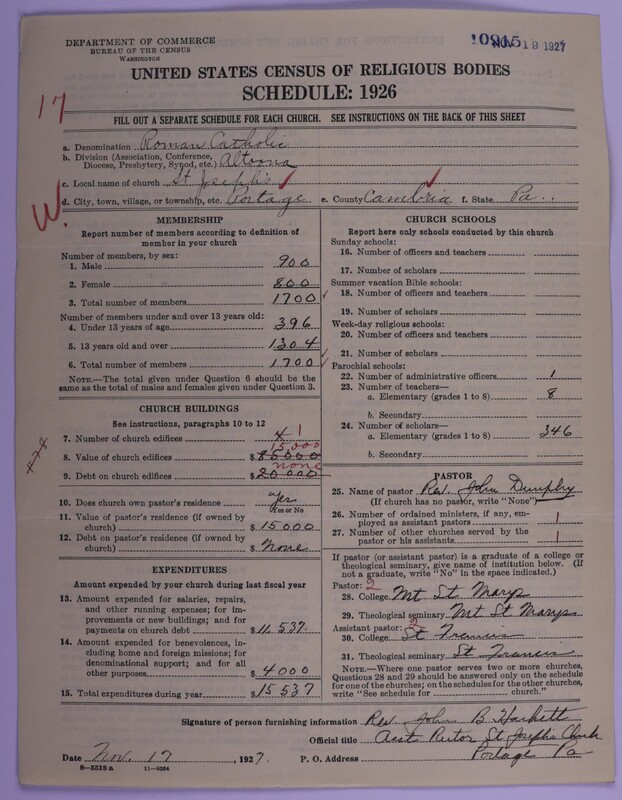 DEPARTMENT OF COMMERCE
BUREAU OF THE CENSUS
WASHINGTON
10915
NOV 19 1927
UNITED STATES CENSUS OF RELIGIOUS BODIES
SCHEDULE: 1926
17
FILL OUT A SEPARATE SCHEDULE FOR EACH CHURCH. SEE INSTRUCTIONS ON THE BACK OF THIS SHEET
a. Denomination Roman Catholic
b. Division (Association, Conference, Diocese, Presbytery, Synod, etc.) Altoona
c. Local name of church St Joseph's
d. City, town, village, or township, etc. Portage e. County Cambria f. State Pa.
W.
MEMBERSHIP
Report number of members according to definition of member in your church
Number of members, by sex:
1. Male 900
2. Female 800
3. Total number of members 1700
Number of members under and over 13 years old:
4. Under 13 years of age 396
5. 13 years old and over 1304
6. Total number of members 1700
NOTE.—The total given under Question 6 should be the same as the total of males and females given under Question 3.
CHURCH BUILDINGS
See instructions, paragraphs 10 to 12
7. Number of church edifices 1
8. Value of church edifices $ 15,000
9. Debt on church edifices $ 20 000 none
10. Does church own pastor's residence? Yes
Yes or No
11. Value of pastor's residence (if owned by church) $ 15000
12. Debt on pastor's residence (if owned by church) $ None
EXPENDITURES
Amount expended by your church during last fiscal year
13. Amount expended for salaries, repairs, and other running expenses; for improvements or new buildings; and for payments on church debt $ 11,537
14. Amount expended for benevolences, including home and foreign missions; for denominational support; and for all other purposes $ 4000
15. Total expenditures during year $ 15 537
CHURCH SCHOOLS
Report here only schools conducted by this church
Sunday schools:
16. Number of officers and teachers
17. Number of scholars
Summer vacation Bible schools:
18. Number of officers and teachers
19. Number of scholars
Week-day religious schools:
20. Number of officers and teachers
21. Number of scholars
Parochial schools:
22. Number of administrative officers 1
23. Number of teachers—
a. Elementary (grades 1 to 8) 8
b. Secondary
24. Number of scholars—
a. Elementary (grades 1 to 8) 346
b. Secondary
PASTOR
25. Name of pastor Rev. John Dunphy
(If church has no pastor, write "None")
26. Number of ordained ministers, if any, employed as assistant pastors 1
27. Number of other churches served by the pastor or his assistants 1
If pastor (or assistant pastor) is a graduate of a college or theological seminary, give name of institution below. (If not a graduate, write "No" in the space indicated.)
Pastor: 2
28. College Mt St Marys
29. Theological seminary Mt St Marys
Assistant pastor: 2
30. College St Francis
31. Theological seminary St Francis
NOTE.—Where one pastor serves two or more churches, Questions 28 and 29 should be answered only on the schedule for one of the churches; on the schedules for the other churches, write "See schedule for church."
Signature of person furnishing information Rev. John B Hackett
Official title Asst Rector St Josephs Church
Date Nov. 17, 1927. P. O. Address Portage Pa
8—5518a 11—9354